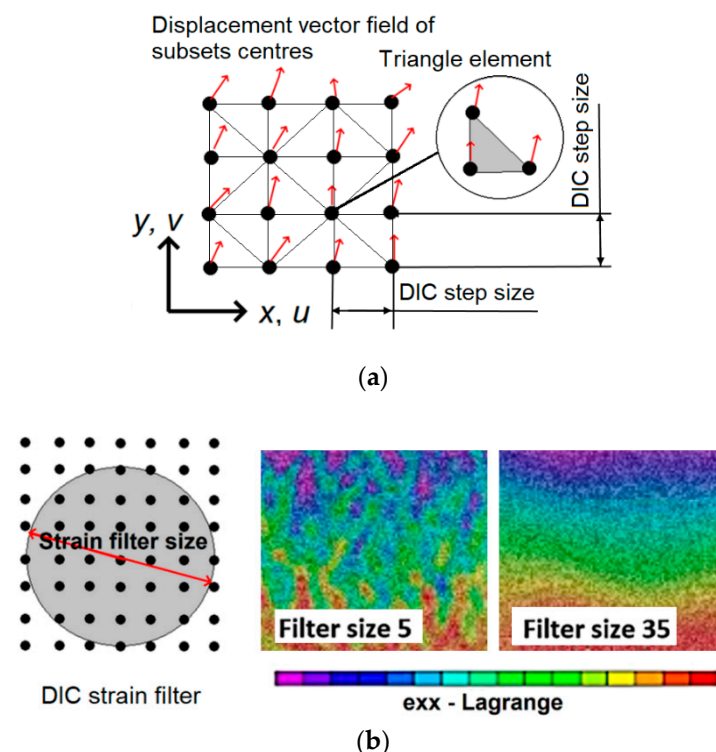 Displacement vector field of
subsets centres
Triangle element
DIC step size
y, v
DIC step size
x, u
(a)
Strain filter size
Filter size 5
Filter size 35
DIC strain filter
exx - Lagrange
(b)